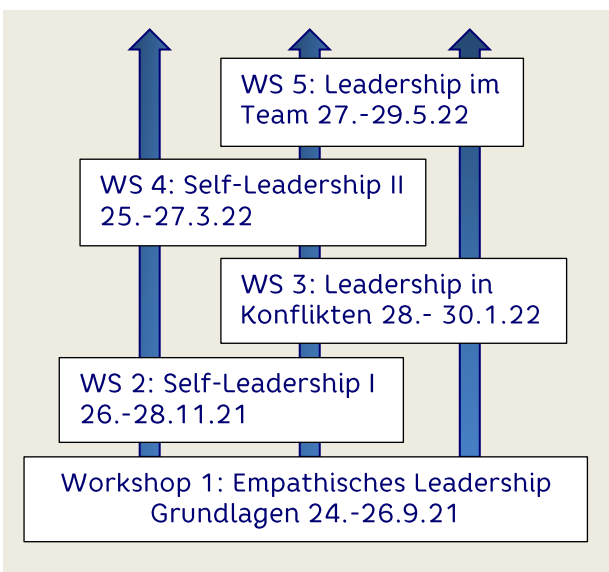 WS 5: Leadership im
Team 27.-29.5.22
WS 4: Self-Leadership II
25.-27.3.22
WS 3: Leadership in
Konflikten 28.- 30.1.22
WS 2: Self-Leadership I
26.-28.11.21
Workshop 1: Empathisches Leadership
Grundlagen 24.-26.9.21